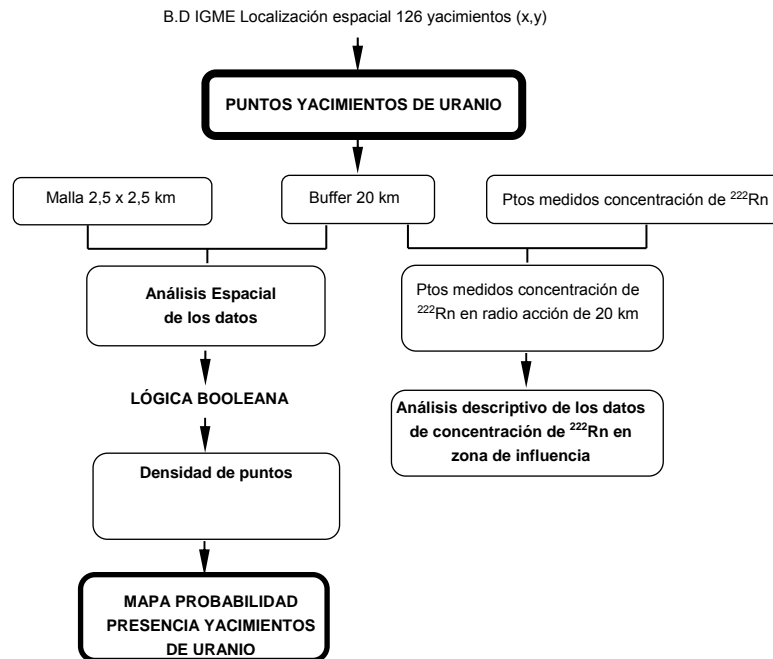 B.D IGME Localización espacial 126 yacimientos (x,y)
PUNTOS YACIMIENTOS DE URANIO
Malla 2,5 x 2,5 km
Buffer 20 km
Ptos medidos concentración de ²²²Rn
Análisis Espacial
de los datos
Ptos medidos concentración de
²²²Rn en radio acción de 20 km
LÓGICA BOOLEANA
Análisis descriptivo de los datos
de concentración de ²²²Rn en
zona de influencia
Densidad de puntos
MAPA PROBABILIDAD
PRESENCIA YACIMIENTOS
DE URANIO